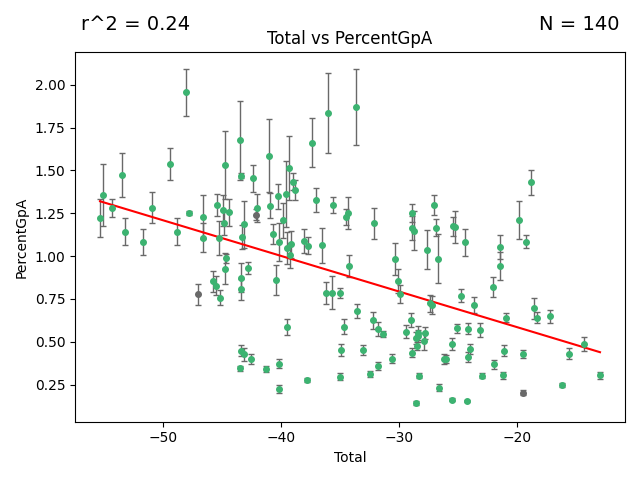 r^2 = 0.24
N = 140
Total vs PercentGpA
PercentGpA
2.00
1.75
1.50
1.25
1.00
0.75
0.50
0.25
−50
−40
−30
−20
Total